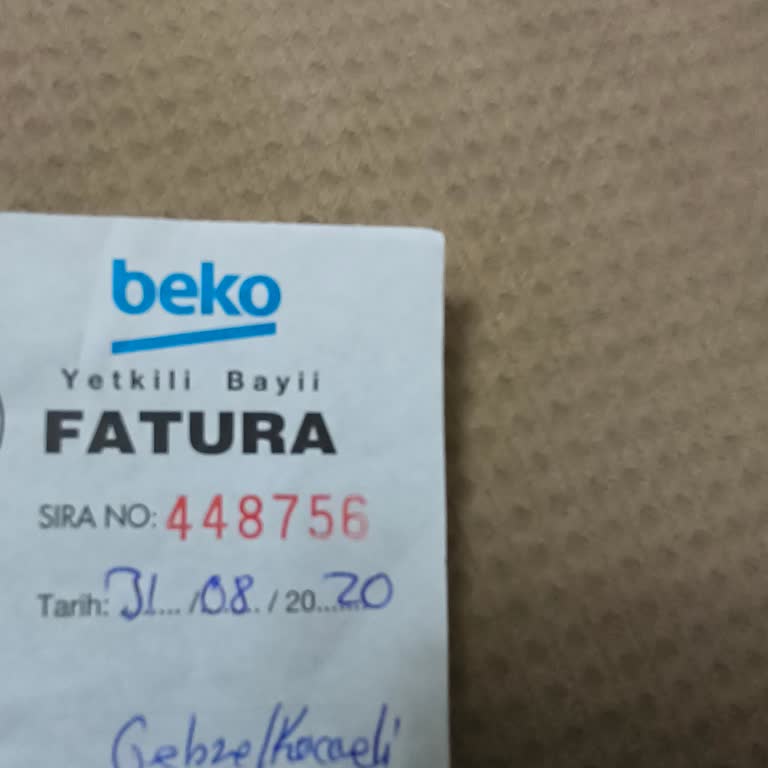 beko
Yetkili Bayii
FATURA
SIRA NO: 448756
Tarih: 31.... /08. / 20......20
Gebze/Kocaeli